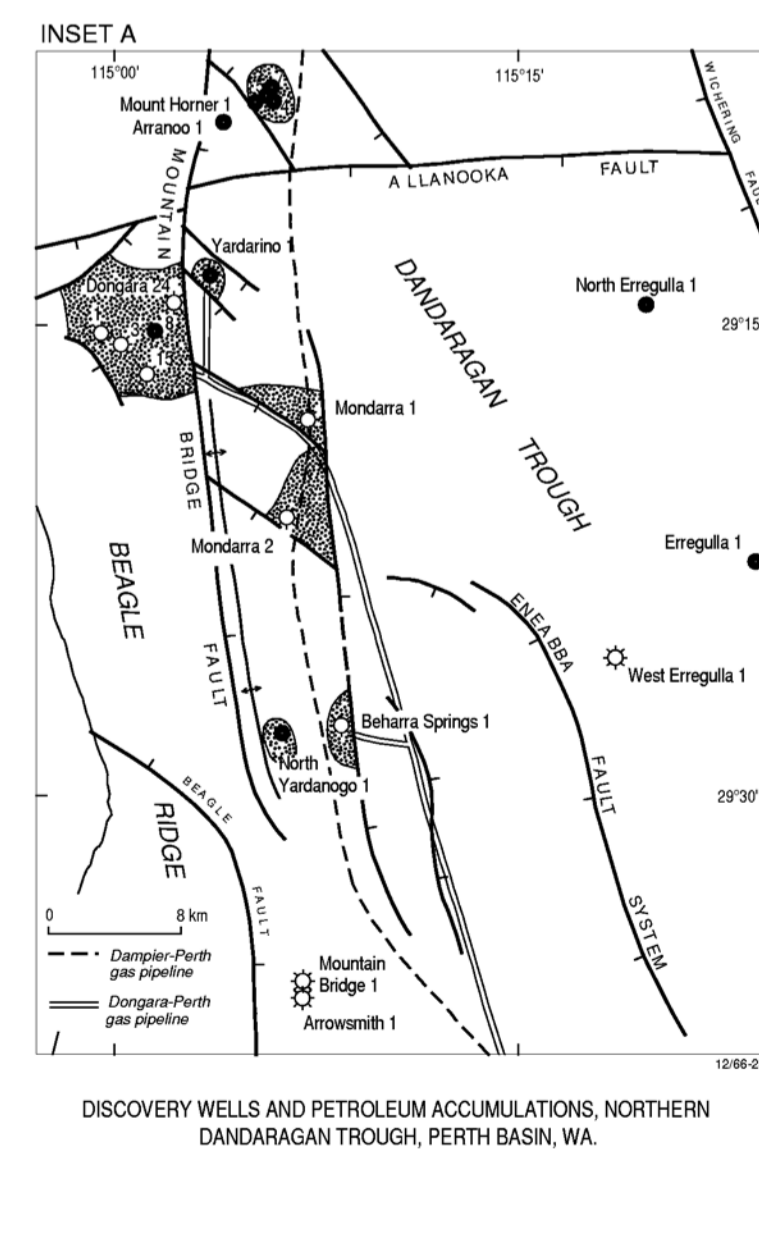 INSET A
115°00'
115°15'
WICHERING
FAUL
Mount Horner 1
Arranoo 1
4
MOUNTAIN
ALLANOOKA
FAULT
Yardarino 1
DANDARAGAN
North Erregulla 1
Dongara 24
1
3
8
15
29°15'
Mondarra 1
BRIDGE
TROUGH
Mondarra 2
Erregulla 1
BEAGLE
ENEABBA
FAULT
West Erregulla 1
Beharra Springs 1
North
Yardanogo 1
FAULT
29°30'
BEAGLE
RIDGE
FAULT
SYSTEM
0
8 km
Dampier-Perth
gas pipeline
Mountain
Bridge 1
Dongara-Perth
gas pipeline
Arrowsmith 1
12/66-2
DISCOVERY WELLS AND PETROLEUM ACCUMULATIONS, NORTHERN
DANDARAGAN TROUGH, PERTH BASIN, WA.